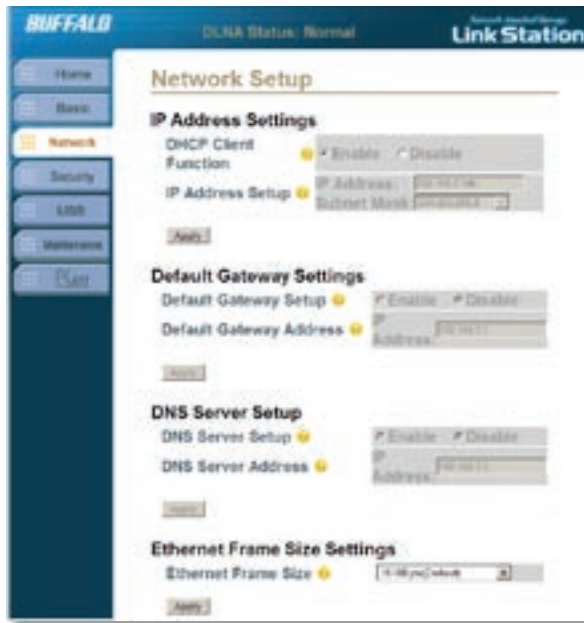 BUFFALO
DLNA Status: Normal
LinkStation
Home
Basic
Network
Security
USB
Maintenance
Network Setup
IP Address Settings
DHCP Client Function
Enable Disable
IP Address Setup
IP Address:
Subnet Mask
Apply
Default Gateway Settings
Default Gateway Setup
Enable Disable
Default Gateway Address
IP Address:
Apply
DNS Server Setup
DNS Server Setup
Enable Disable
DNS Server Address
IP Address:
Apply
Ethernet Frame Size Settings
Ethernet Frame Size
Apply